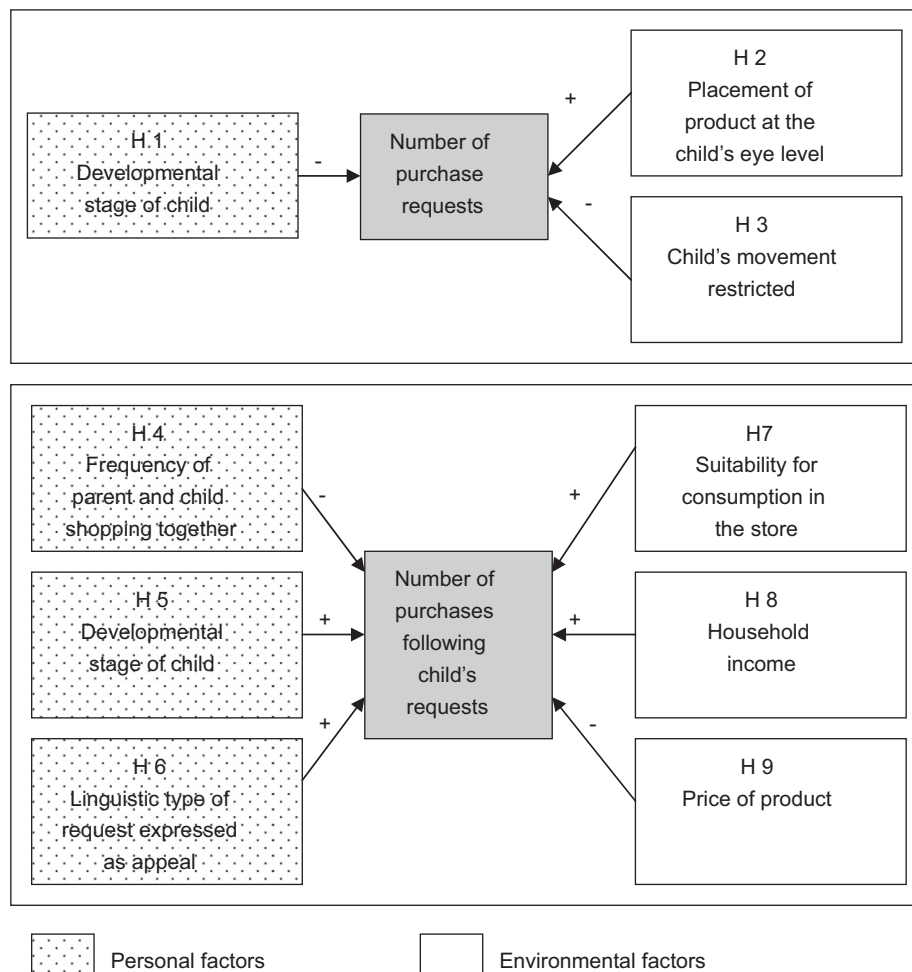 H 1
Developmental
stage of child
-
Number of
purchase
requests
+
-
H 2
Placement of
product at the
child's eye level
H 3
Child's movement
restricted
H 4
Frequency of
parent and child
shopping together
-
H 5
Developmental
stage of child
+
H 6
Linguistic type of
request expressed
as appeal
+
Number of
purchases
following
child's
requests
H7
Suitability for
consumption in
the store
+
H 8
Household
income
+
H 9
Price of product
-
Personal factors
Environmental factors